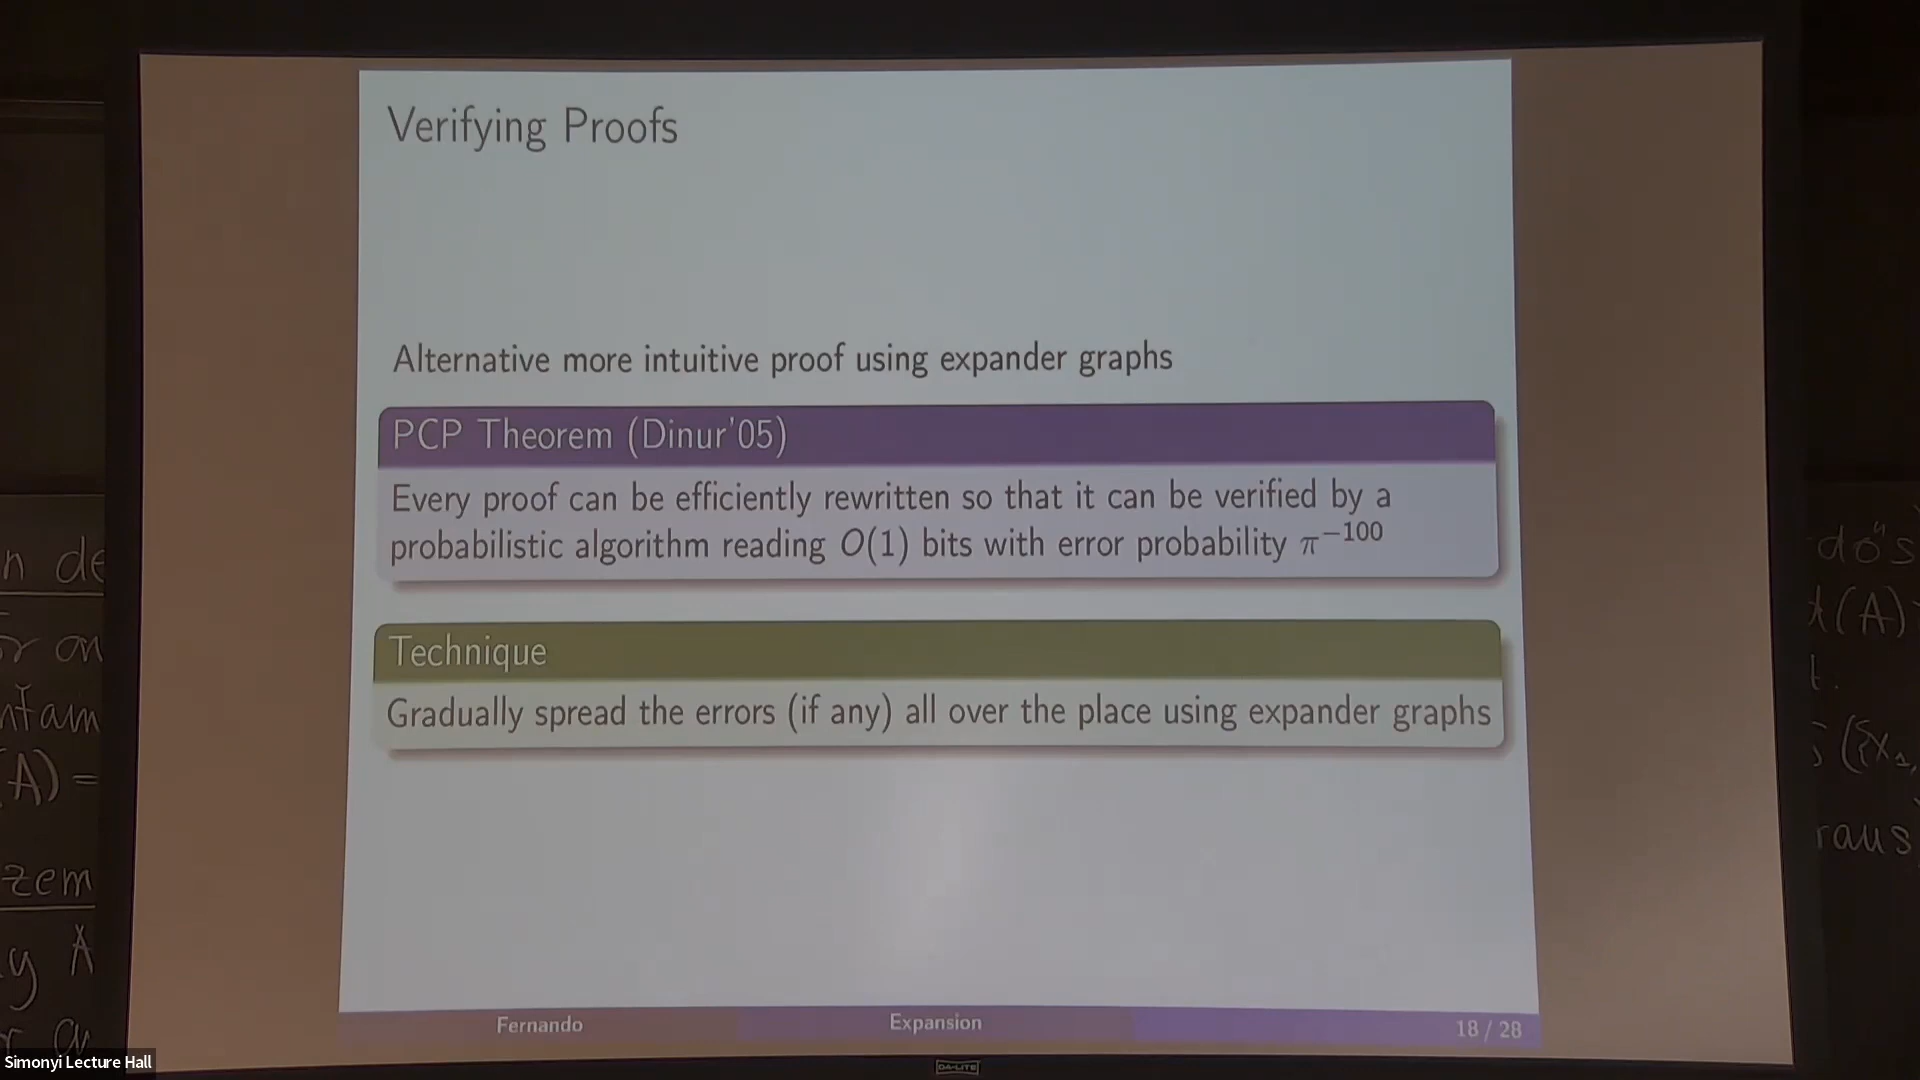 Verifying Proofs
Alternative more intuitive proof using expander graphs
PCP Theorem (Dinur'05)
Every proof can be efficiently rewritten so that it can be verified by a
probabilistic algorithm reading O(1) bits with error probability π⁻¹⁰⁰
Technique
Gradually spread the errors (if any) all over the place using expander graphs
Fernando
Expansion
18 / 28
DA-LITE
Simonyi Lecture Hall